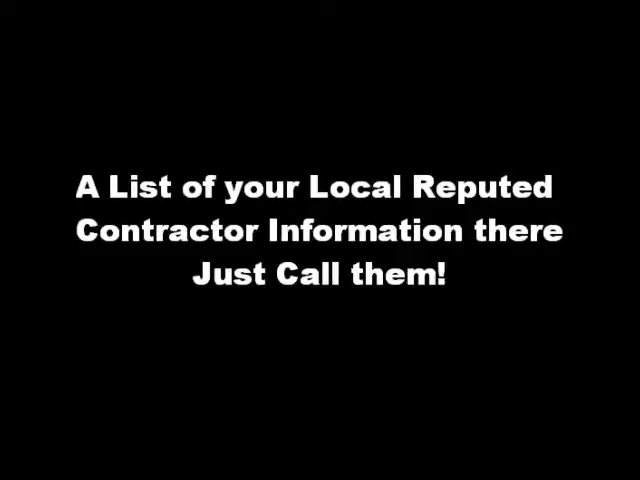 A List of your Local Reputed
Contractor Information there
Just Call them!